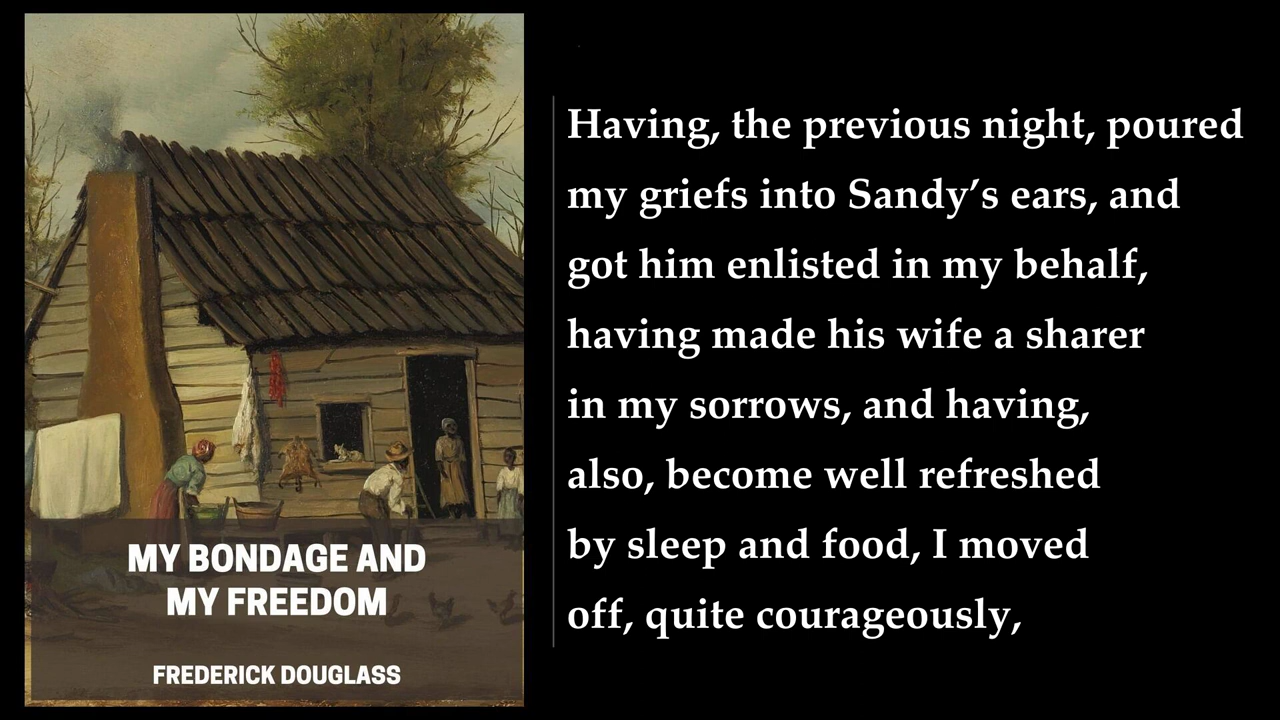 MY BONDAGE AND
MY FREEDOM
FREDERICK DOUGLASS
Having, the previous night, poured
my griefs into Sandy’s ears, and
got him enlisted in my behalf,
having made his wife a sharer
in my sorrows, and having,
also, become well refreshed
by sleep and food, I moved
off, quite courageously,